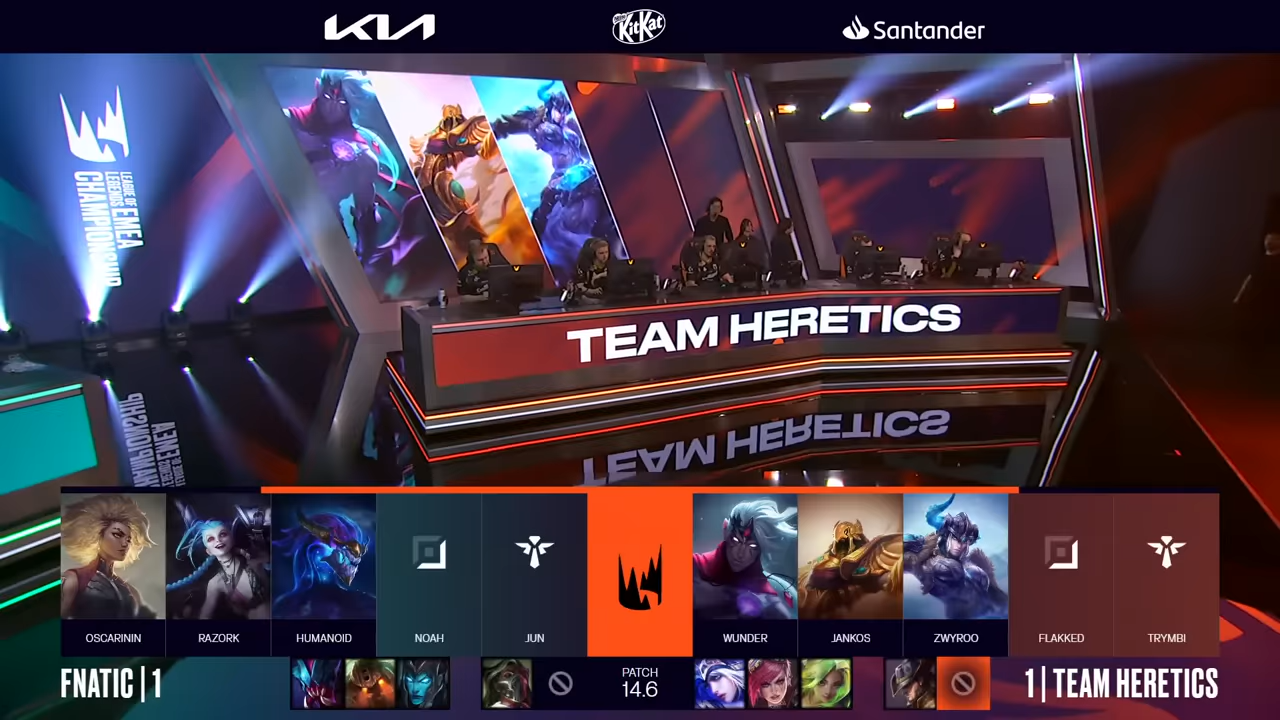 KIA
Nestlé
KitKat
Santander
LEAGUE OF
LEGENDS EMEA
CHAMPIONSHIP
TEAM HERETICS
TEAM HERETICS
OSCARININ
RAZORK
HUMANOID
NOAH
JUN
WUNDER
JANKOS
ZWYROO
FLAKKED
TRYMBI
FNATIC | 1
PATCH
14.6
1 | TEAM HERETICS